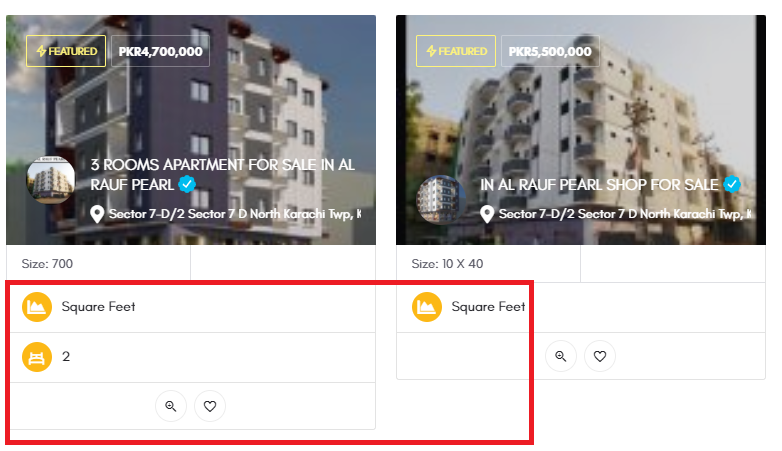 FEATURED
PKR4,700,000
3 ROOMS APARTMENT FOR SALE IN AL
RAUF PEARL
Sector 7-D/2 Sector 7 D North Karachi Twp, K
Size: 700
Square Feet
2
FEATURED
PKR5,500,000
IN AL RAUF PEARL SHOP FOR SALE
Sector 7-D/2 Sector 7 D North Karachi Twp, K
Size: 10 X 40
Square Feet